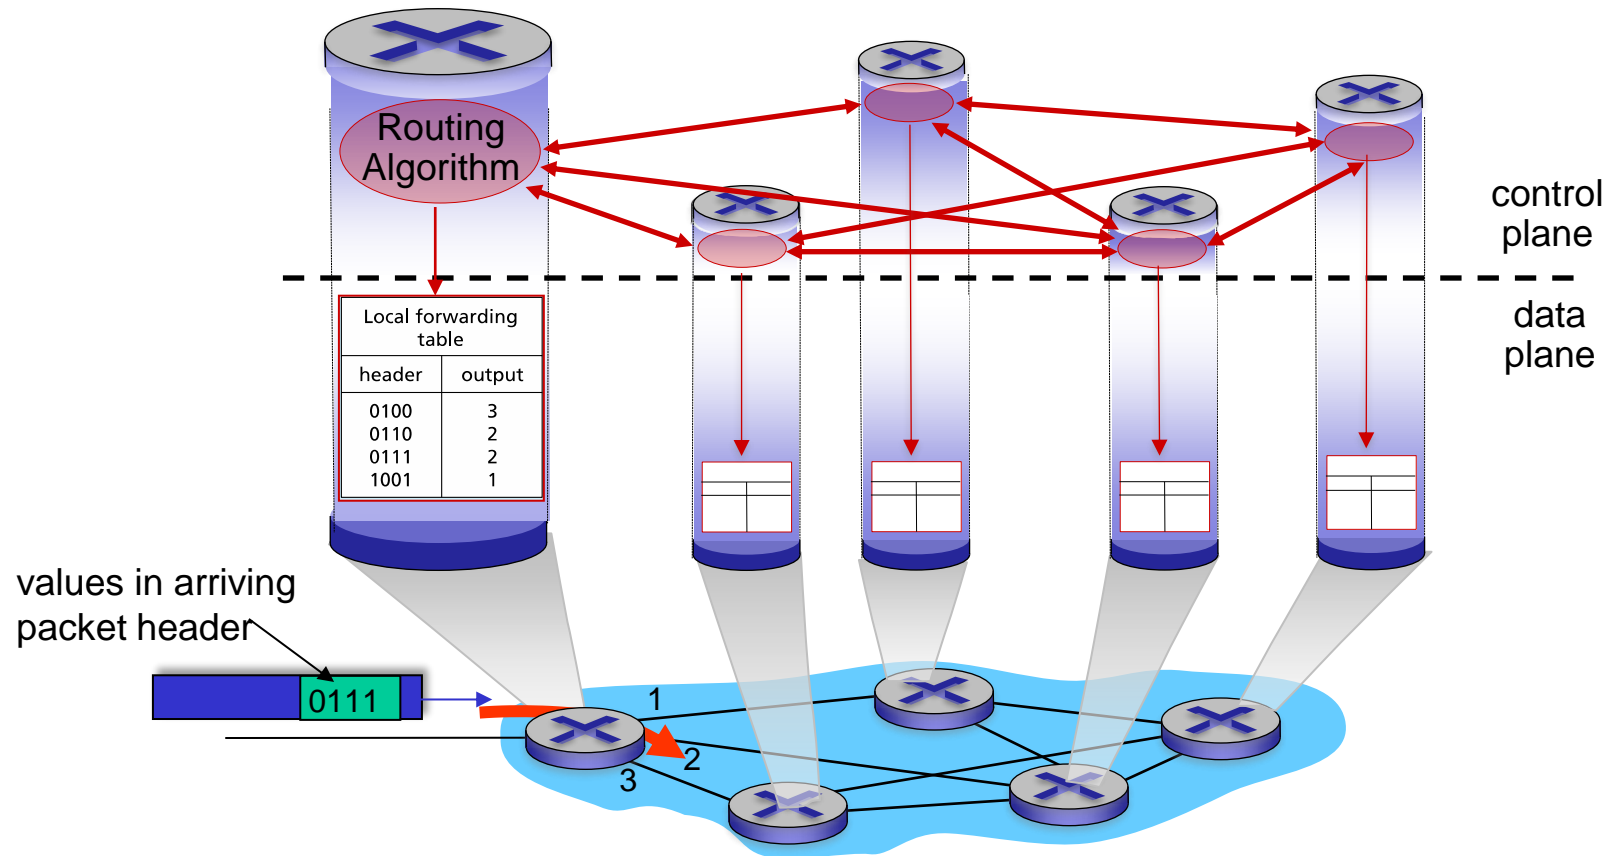 Routing
Algorithm
control
plane
data
plane
Local forwarding
table
header output
0100 3
0110 2
0111 2
1001 1
values in arriving
packet header
0111
1
2
3